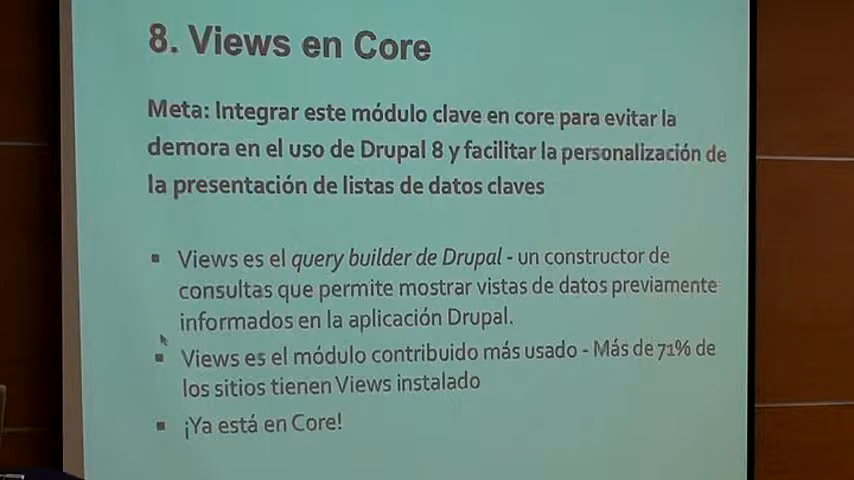 8. Views en Core
Meta: Integrar este módulo clave en core para evitar la
demora en el uso de Drupal 8 y facilitar la personalización de
la presentación de listas de datos claves
▪ Views es el query builder de Drupal - un constructor de
consultas que permite mostrar vistas de datos previamente
informados en la aplicación Drupal.
▪ Views es el módulo contribuido más usado - Más de 71% de
los sitios tienen Views instalado
▪ ¡Ya está en Core!